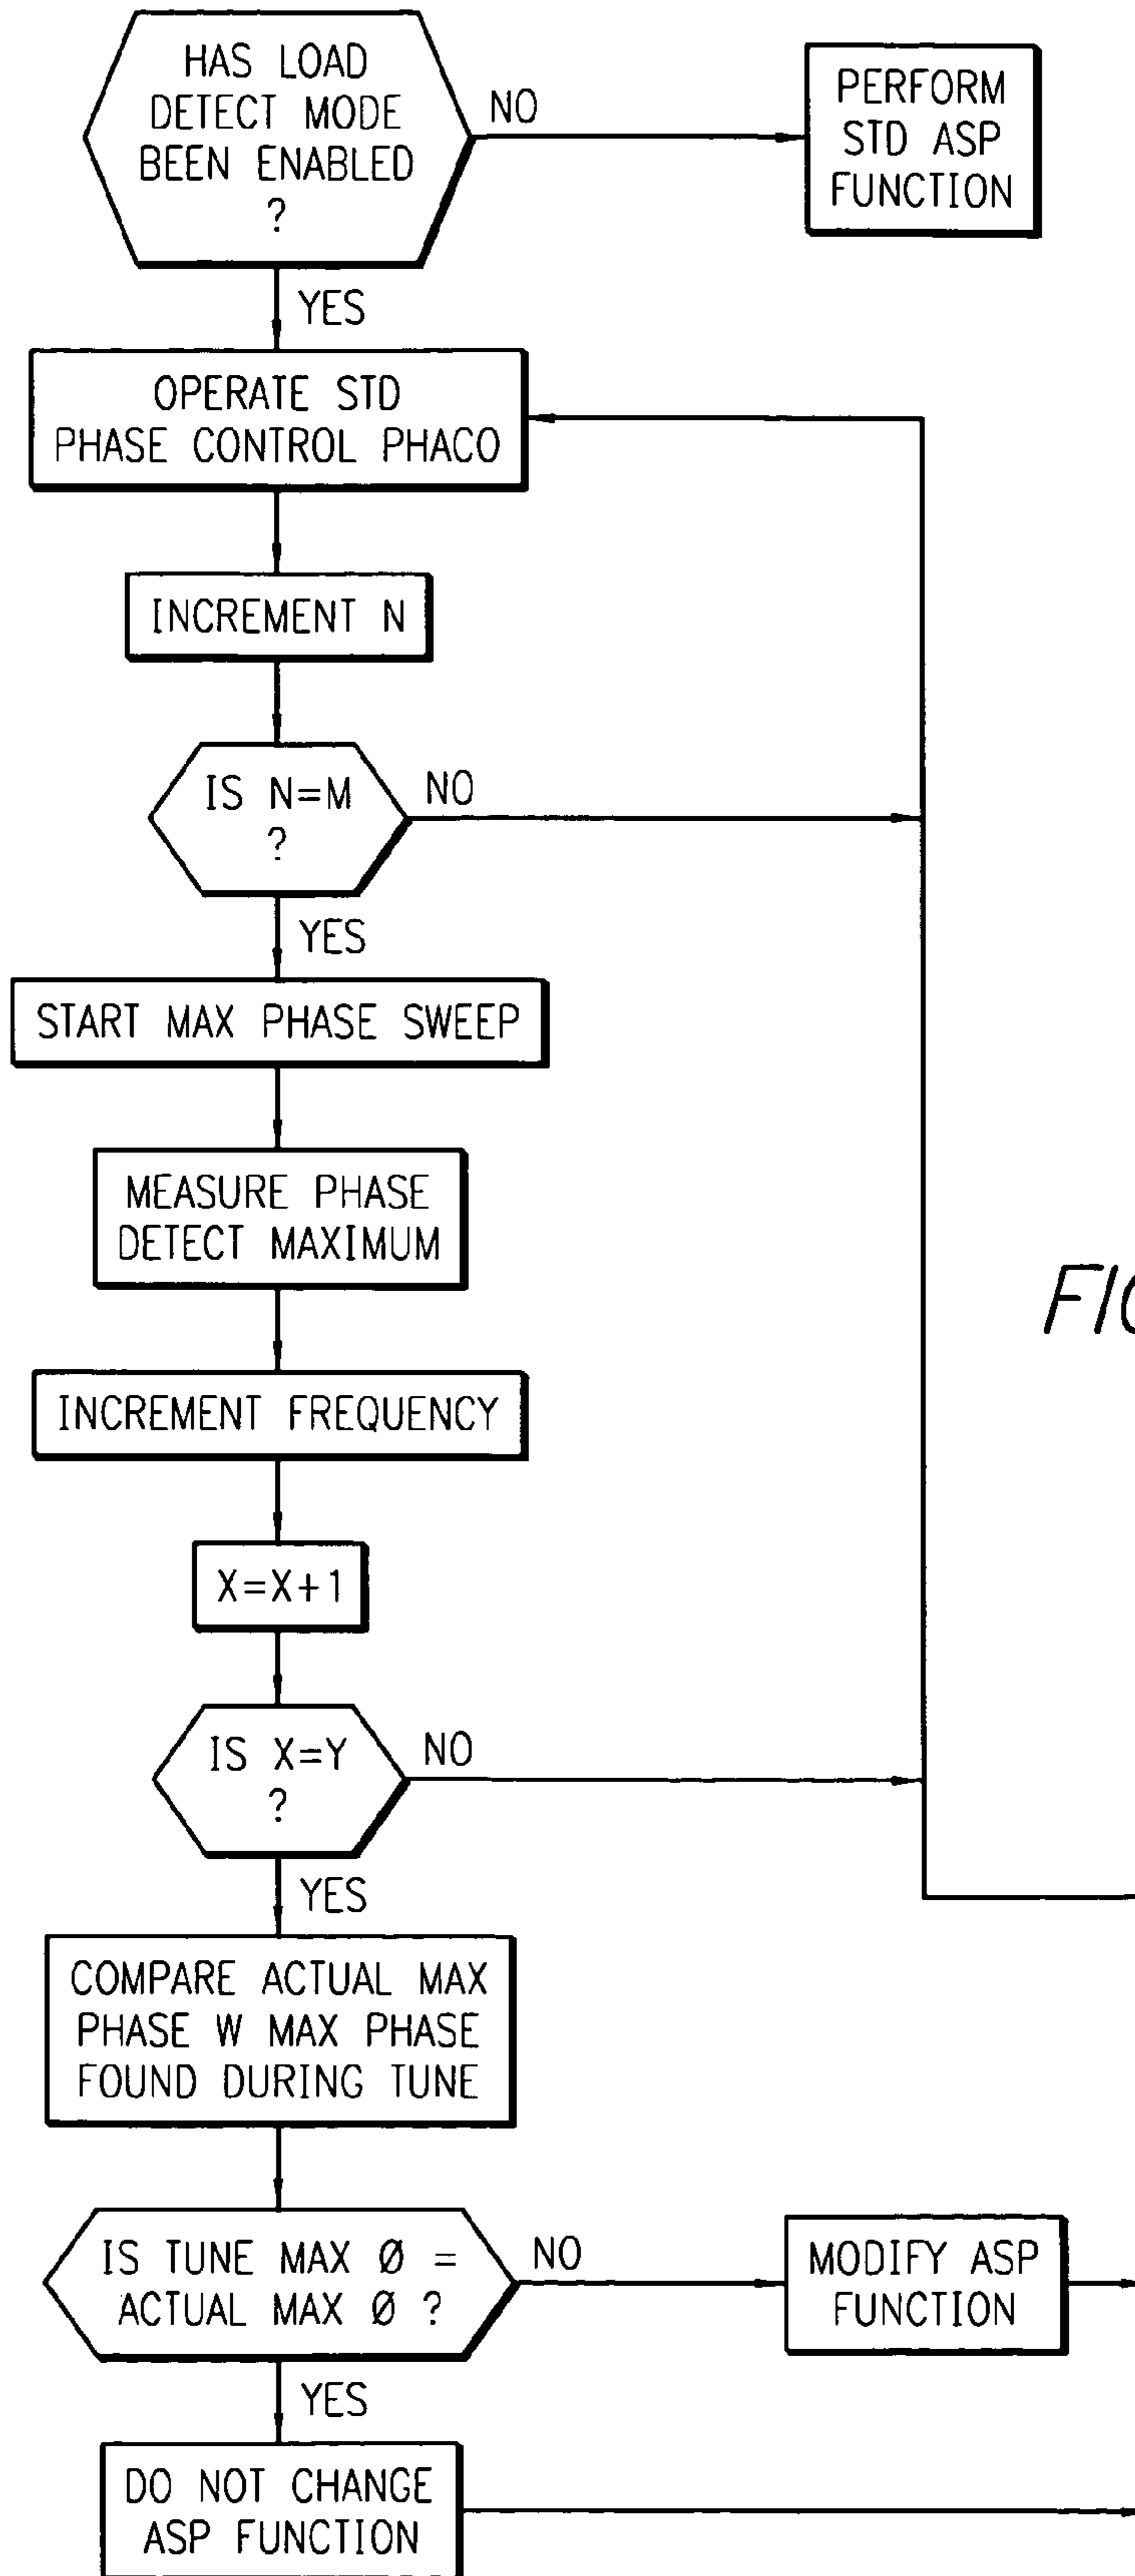 HAS LOAD
DETECT MODE
BEEN ENABLED
?
NO
PERFORM
STD ASP
FUNCTION
YES
OPERATE STD
PHASE CONTROL PHACO
INCREMENT N
IS N=M
?
NO
YES
START MAX PHASE SWEEP
MEASURE PHASE
DETECT MAXIMUM
INCREMENT FREQUENCY
X=X+1
IS X=Y
?
NO
YES
COMPARE ACTUAL MAX
PHASE W MAX PHASE
FOUND DURING TUNE
IS TUNE MAX Ø =
ACTUAL MAX Ø ?
NO
MODIFY ASP
FUNCTION
YES
DO NOT CHANGE
ASP FUNCTION